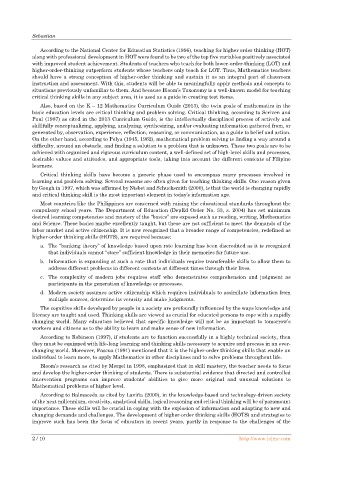 Sebastian
According to the National Center for Education Statistics (1996), teaching for higher order thinking (HOT)
along with professional development in HOT were found to be two of the top five variables positively associated
with improved student achievement. Students of teachers who teach for both lower-order thinking (LOT) and
higher-order-thinking outperform students whose teachers only teach for LOT. Thus, Mathematics teachers
should have a strong conception of higher-order thinking and sustain it as an integral part of classroom
instruction and assessment. With this, students will be able to meaningfully apply methods and concepts to
situations previously unfamiliar to them. And because Bloom's Taxonomy is a well-known model for teaching
critical thinking skills in any subject area, it is used as a guide in creating test items.
Also, based on the K – 12 Mathematics Curriculum Guide (2013), the twin goals of mathematics in the
basic education levels are critical thinking and problem solving. Critical thinking, according to Scriven and
Paul (1987) as cited in the 2013 Curriculum Guide, is the intellectually disciplined process of actively and
skilfully conceptualizing, applying, analyzing, synthesizing, and/or evaluating information gathered from, or
generated by, observation, experience, reflection, reasoning, or communication, as a guide to belief and action.
On the other hand, according to Polya (1945, 1962), mathematical problem solving is finding a way around a
difficulty, around an obstacle, and finding a solution to a problem that is unknown. These two goals are to be
achieved with organized and rigorous curriculum content, a well-defined set of high-level skills and processes,
desirable values and attitudes, and appropriate tools, taking into account the different contexts of Filipino
learners.
Critical thinking skills have become a generic phase used to encompass many processes involved in
learning and problem solving. Several reasons are often given for teaching thinking skills. One reason given
by Gough in 1997, which was affirmed by Nisbet and Schucksmith (2006), is that the world is changing rapidly
and critical thinking skill is the most important element in today's information age.
Most countries like the Philippines are concerned with raising the educational standards throughout the
compulsory school years. The Department of Education (DepEd Order No. 35, s. 2004) has set minimum
desired learning competencies and mastery of the "basics" are exposed such as reading, writing, Mathematics
and Science. These basics maybe excellently taught, but these are not sufficient to meet the demands of the
labor market and active citizenship. It is now recognized that a broader range of competencies, redefined as
higher-order thinking skills (HOTS), are required because:
a. The "banking theory" of knowledge based upon rote learning has been discredited as it is recognized
that individuals cannot "store" sufficient knowledge in their memories for future use.
b. Information is expanding at such a rate that individuals require transferable skills to allow them to
address different problems in different contexts at different times through their lives.
c. The complexity of modern jobs requires staff who demonstrates comprehension and judgment as
participants in the generation of knowledge or processes.
d. Modern society assumes active citizenship which requires individuals to assimilate information from
multiple sources, determine its veracity and make judgments.
The cognitive skills developed by people in a society are profoundly influenced by the ways knowledge and
literacy are taught and used. Thinking skills are viewed as crucial for educated persons to cope with a rapidly
changing world. Many educators believed that specific knowledge will not be as important to tomorrow's
workers and citizens as to the ability to learn and make sense of new information.
According to Robinson (1997), if students are to function successfully in a highly technical society, then
they must be equipped with life-long learning and thinking skills necessary to acquire and process in an ever-
changing world. Moreover, Pascua (1991) mentioned that it is the higher-order thinking skills that enable an
individual to learn more, to apply Mathematics in other disciplines and to solve problems throughout life.
Bloom's research as cited by Mergel in 1998, emphasized that in skill mastery, the teacher needs to focus
and develop the higher-order thinking of students. There is substantial evidence that directed and controlled
intervention programs can improve students' abilities to give more original and unusual solutions to
Mathematical problems of higher level.
in the knowledge-based and technology-driven society
of the next millennium, creativity, analytical skills, logical reasoning and critical thinking will be of paramount
importance. These skills will be crucial in coping with the explosion of information and adapting to new and
changing demands and challenges. The development of higher-order thinking skills (HOTS) and strategies to
improve such has been the focus of educators in recent years, partly in response to the challenges of the
2 / 10